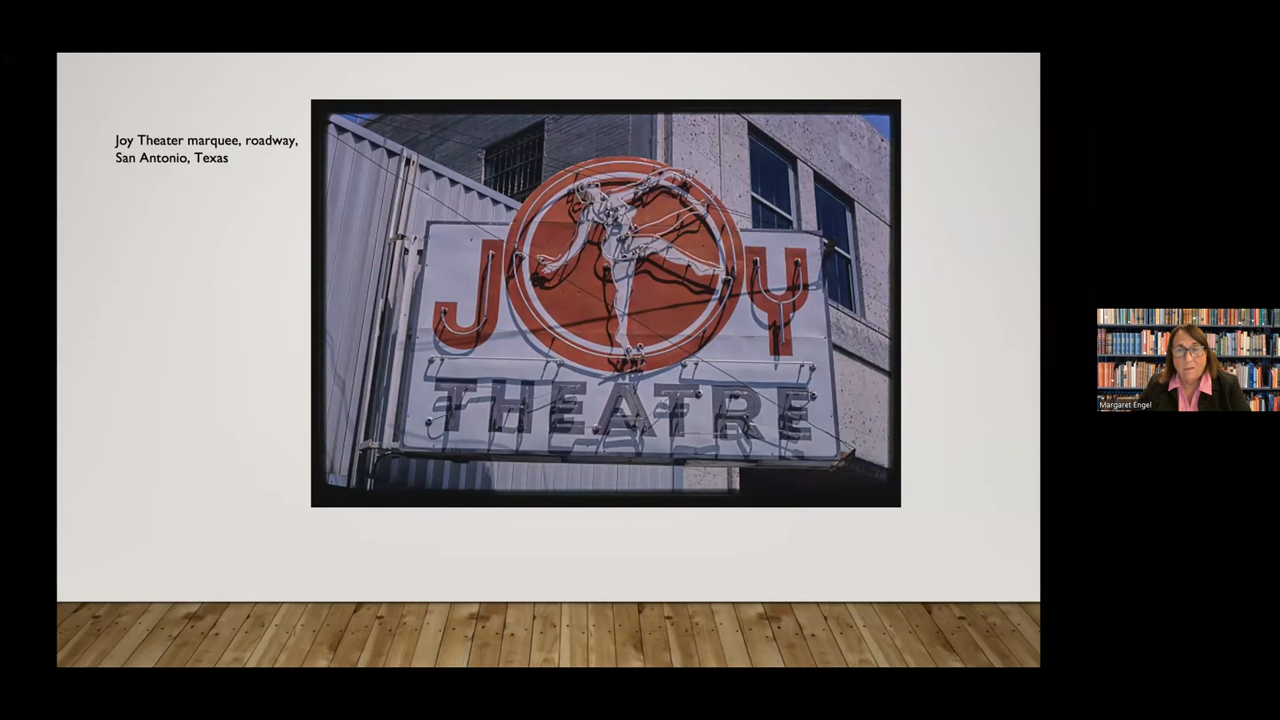 Joy Theater marquee, roadway,
San Antonio, Texas
JOY
THEATRE
Margaret Engel